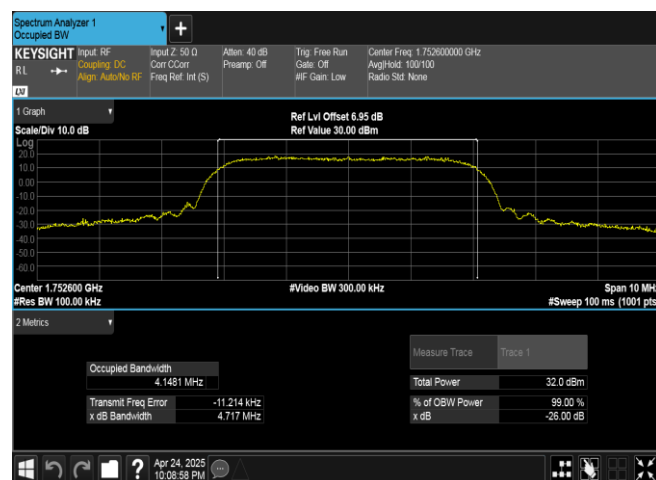 Spectrum Analyzer 1
Occupied BW
KEYSIGHT
RL
LXI
Input: RF
Coupling: DC
Align: Auto/No RF
Input Z: 50 Ω
Corr CCorr
Freq Ref: Int (S)
Atten: 40 dB
Preamp: Off
Trig: Free Run
Gate: Off
#IF Gain: Low
Center Freq: 1.752600000 GHz
Avg|Hold: 100/100
Radio Std: None
1 Graph
Scale/Div 10.0 dB
Ref Lvl Offset 6.95 dB
Ref Value 30.00 dBm
Log
20.0
10.0
0.00
-10.0
-20.0
-30.0
-40.0
-50.0
-60.0
Center 1.752600 GHz
#Res BW 100.00 kHz
#Video BW 300.00 kHz
Span 10 MHz
#Sweep 100 ms (1001 pts
2 Metrics
Occupied Bandwidth
4.1481 MHz
Transmit Freq Error -11.214 kHz
x dB Bandwidth 4.717 MHz
Measure Trace Trace 1
Total Power 32.0 dBm
% of OBW Power 99.00 %
x dB -26.00 dB
?
Apr 24, 2025
10:08:58 PM